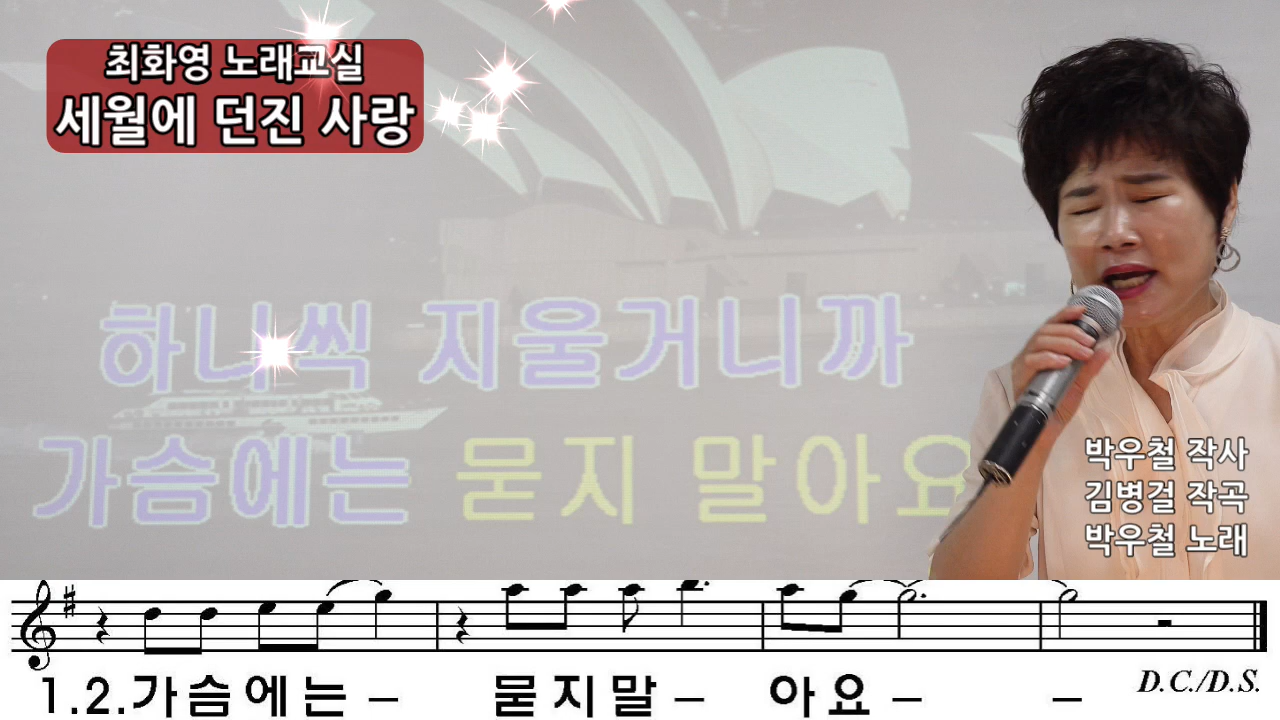 최화영 노래교실
세월에 던진 사랑
하나씩 지울거니까
가슴에는 묻지 말아요
박우철 작사
김병걸 작곡
박우철 노래
1.2.가슴에는 – 묻지말 – 아요 – –
D.C./D.S.